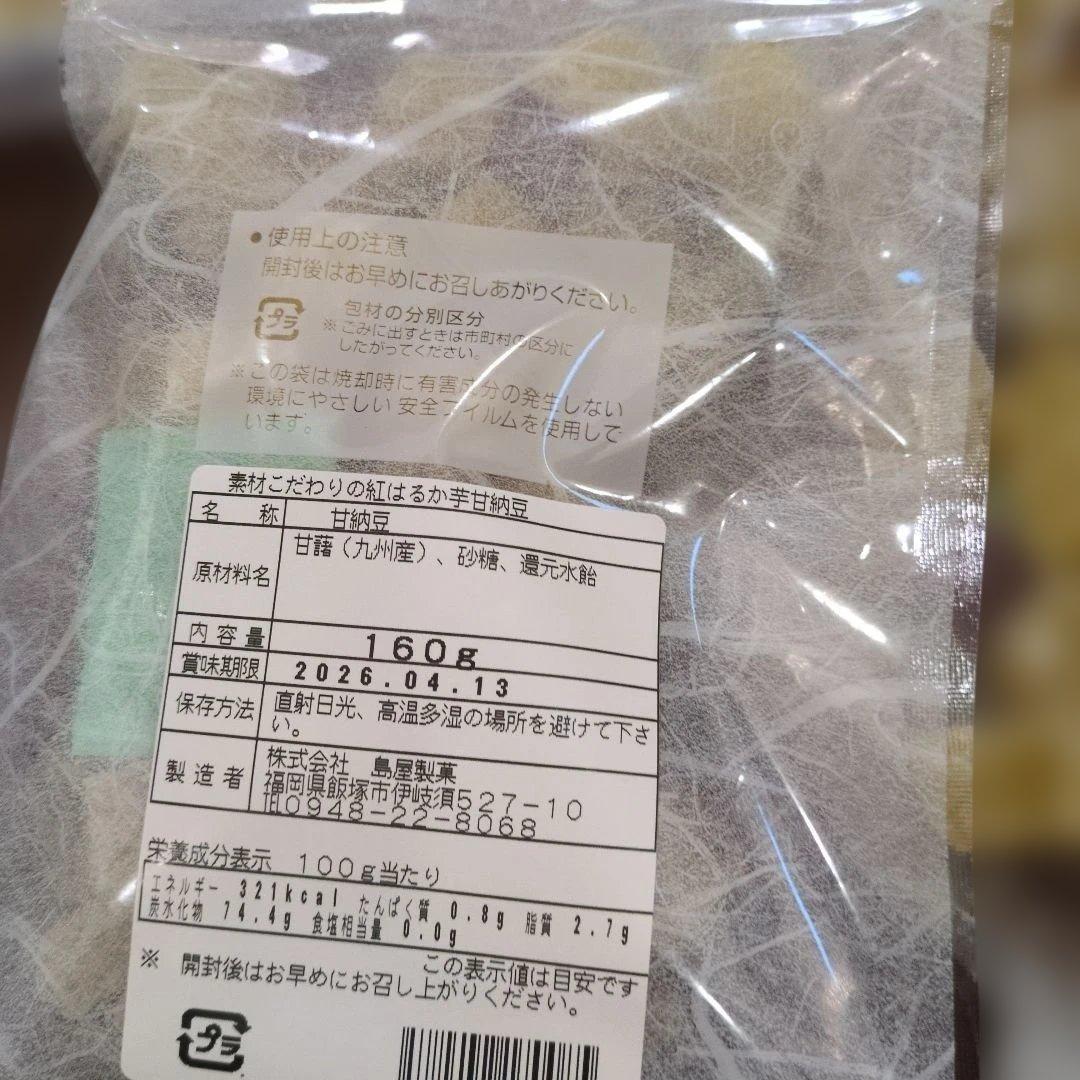 ●使用上の注意
開封後はお早めにお召しあがりください。
プラ
包材の分別区分
※ごみに出すときは市町村の区分に
したがってください。
※この袋は焼却時に有害成分の発生しない
環境にやさしい安全フイルムを使用して
います。
素材こだわりの紅はるか芋甘納豆
名称 甘納豆
原材料名 甘藷（九州産）、砂糖、還元水飴
内容量 160g
賞味期限 2026.04.13
保存方法 直射日光、高温多湿の場所を避けて下さ
い。
製造者 株式会社 島屋製菓
福岡県飯塚市伊岐須527-10
℡0948-22-8068
栄養成分表示 100g当たり
エネルギー 321kcal たんぱく質 0.8g 脂質 2.7g
炭水化物 74.4g 食塩相当量 0.0g
この表示値は目安です
※ 開封後はお早めにお召し上がりください。
プラ